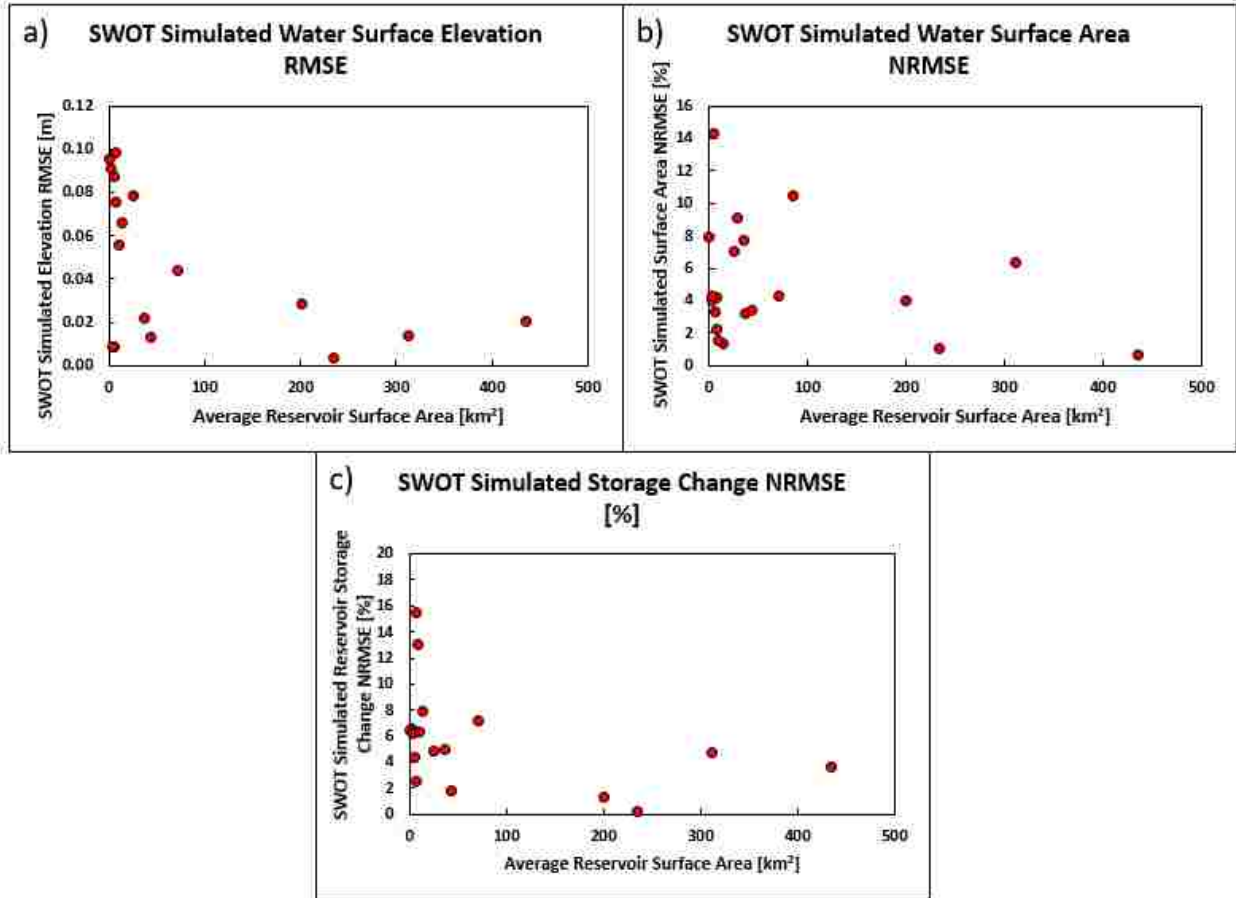 a) SWOT Simulated Water Surface Elevation
RMSE
SWOT Simulated Elevation RMSE [m]
0.12
0.10
0.08
0.06
0.04
0.02
0.00
0 100 200 300 400 500
Average Reservoir Surface Area [km²]
b) SWOT Simulated Water Surface Area
NRMSE
SWOT Simulated Surface Area NRMSE [%]
16
14
12
10
8
6
4
2
0
0 100 200 300 400 500
Average Reservoir Surface Area [km²]
c) SWOT Simulated Storage Change NRMSE
[%]
SWOT Simulated Reservoir Storage
Change NRMSE [%]
20
18
16
14
12
10
8
6
4
2
0
0 100 200 300 400 500
Average Reservoir Surface Area [km²]